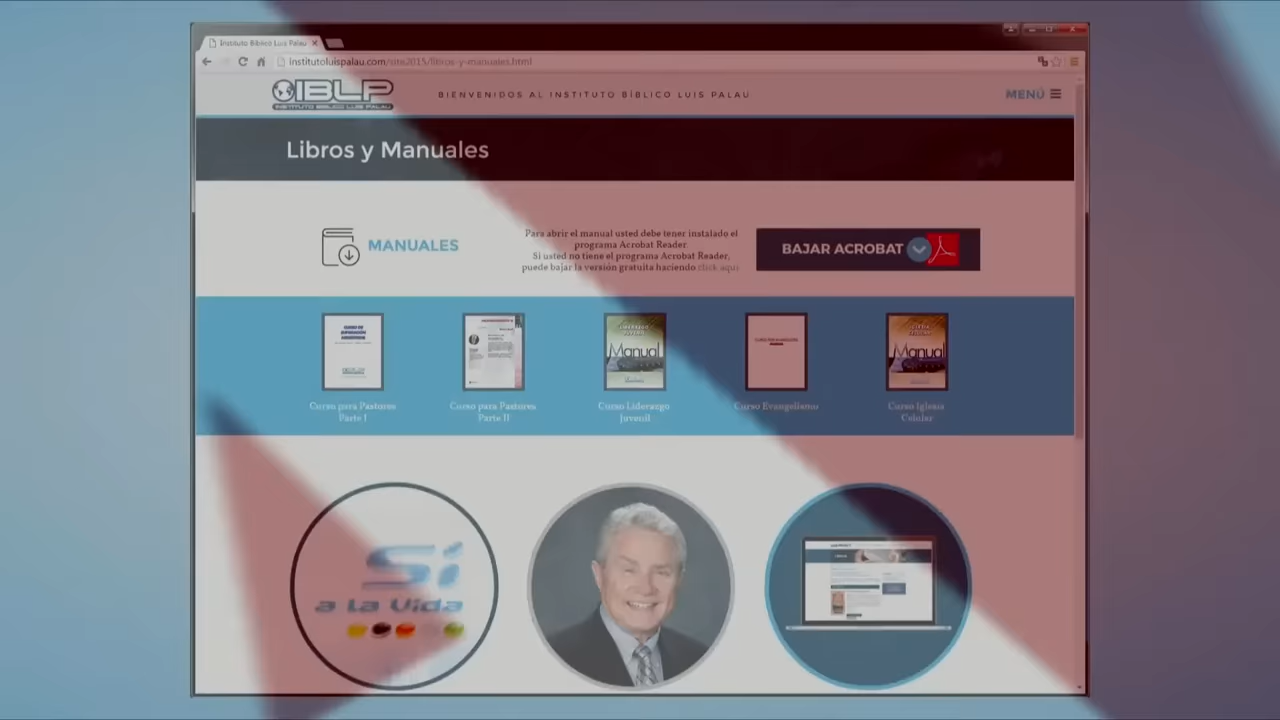 Instituto Bíblico Luis Palau
institutoluispalau.com/site2015/libros-y-manuales.html
IBLP
INSTITUTO BIBLICO LUIS PALAU
BIENVENIDOS AL INSTITUTO BÍBLICO LUIS PALAU
MENÚ
Libros y Manuales
MANUALES
Para abrir el manual usted debe tener instalado el
programa Acrobat Reader.
Si usted no tiene el programa Acrobat Reader,
puede bajar la versión gratuita haciendo click aquí
BAJAR ACROBAT
Manual
Manual
Curso para Pastores
Parte I
Curso para Pastores
Parte II
Curso Liderazgo
Juvenil
Curso Evangelismo
Curso Iglesia
Celular
Sí
a la Vida